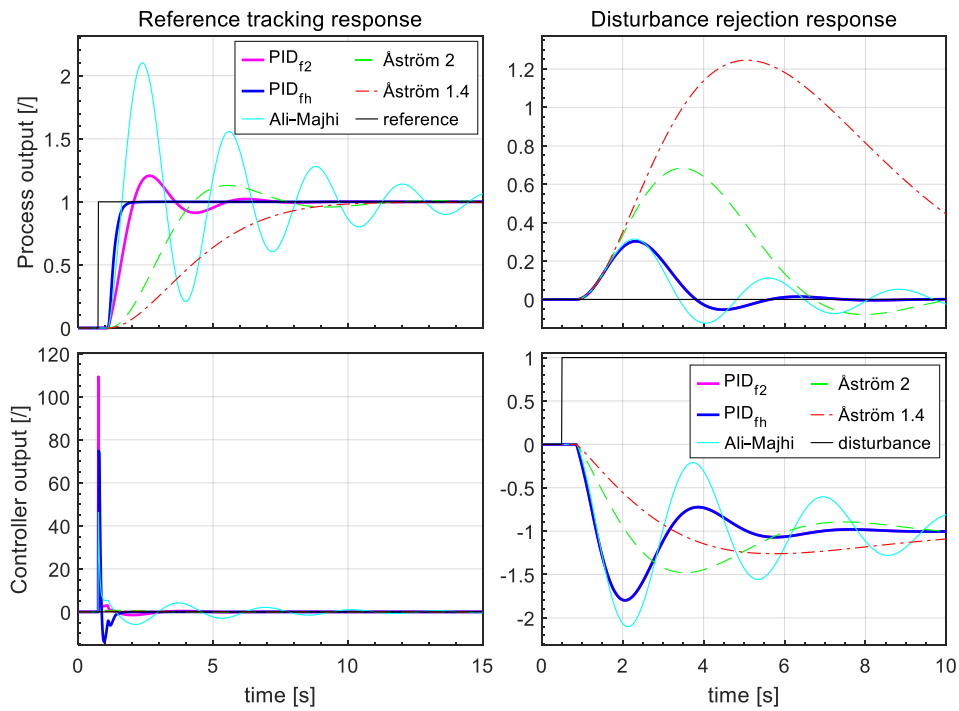 Reference tracking response
Process output [/]
2
1.5
1
0.5
0
PID_f2
PID_fh
Ali–Majhi
Åström 2
Åström 1.4
reference
Disturbance rejection response
1.2
1
0.8
0.6
0.4
0.2
0
Controller output [/]
120
100
80
60
40
20
0
0
5
10
15
time [s]
1
0.5
0
-0.5
-1
-1.5
-2
PID_f2
PID_fh
Ali–Majhi
Åström 2
Åström 1.4
disturbance
0
2
4
6
8
10
time [s]